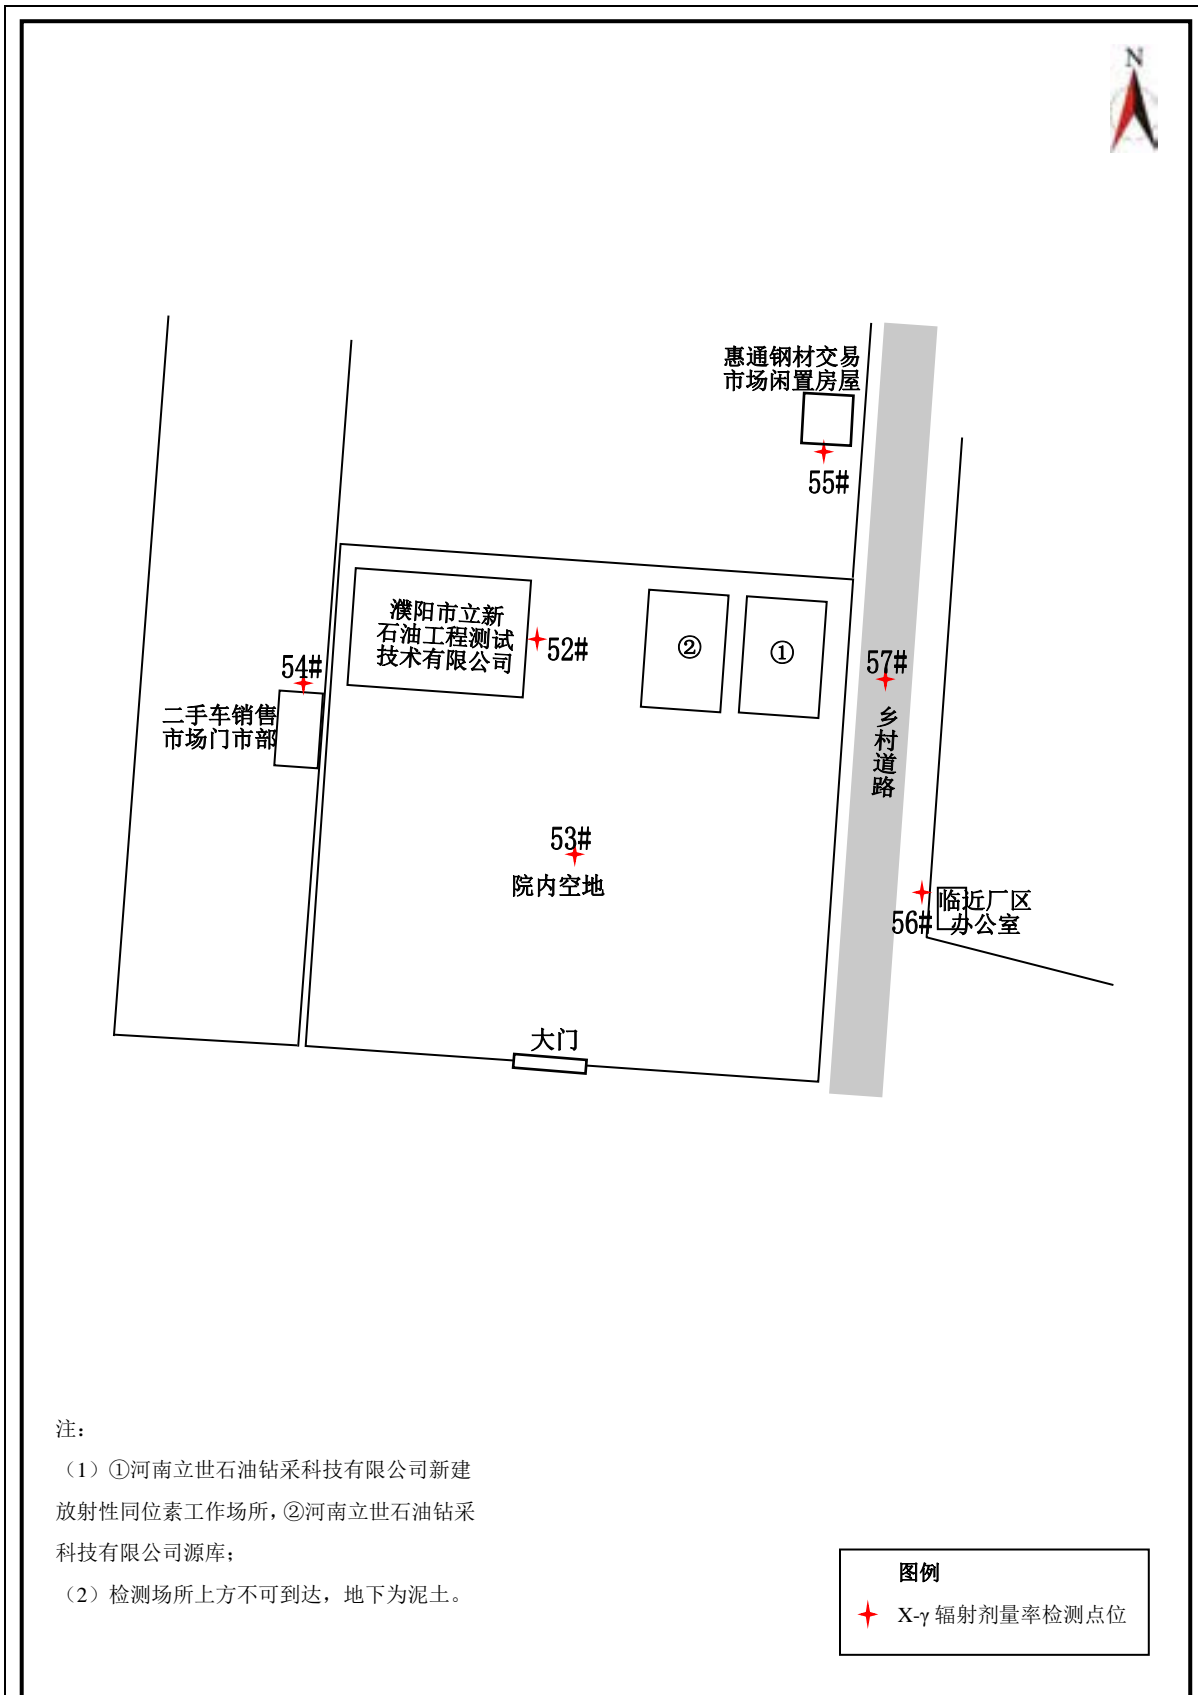 N
惠通钢材交易
市场闲置房屋
55#
濮阳市立新
石油工程测试
技术有限公司
52#
②
①
57#
54#
二手车销售
市场门市部
乡
村
道
路
53#
院内空地
临近厂区
办公室
56#
大门
注：
（1）①河南立世石油钻采科技有限公司新建
放射性同位素工作场所，②河南立世石油钻采
科技有限公司源库；
（2）检测场所上方不可到达，地下为泥土。
图例
X-γ 辐射剂量率检测点位